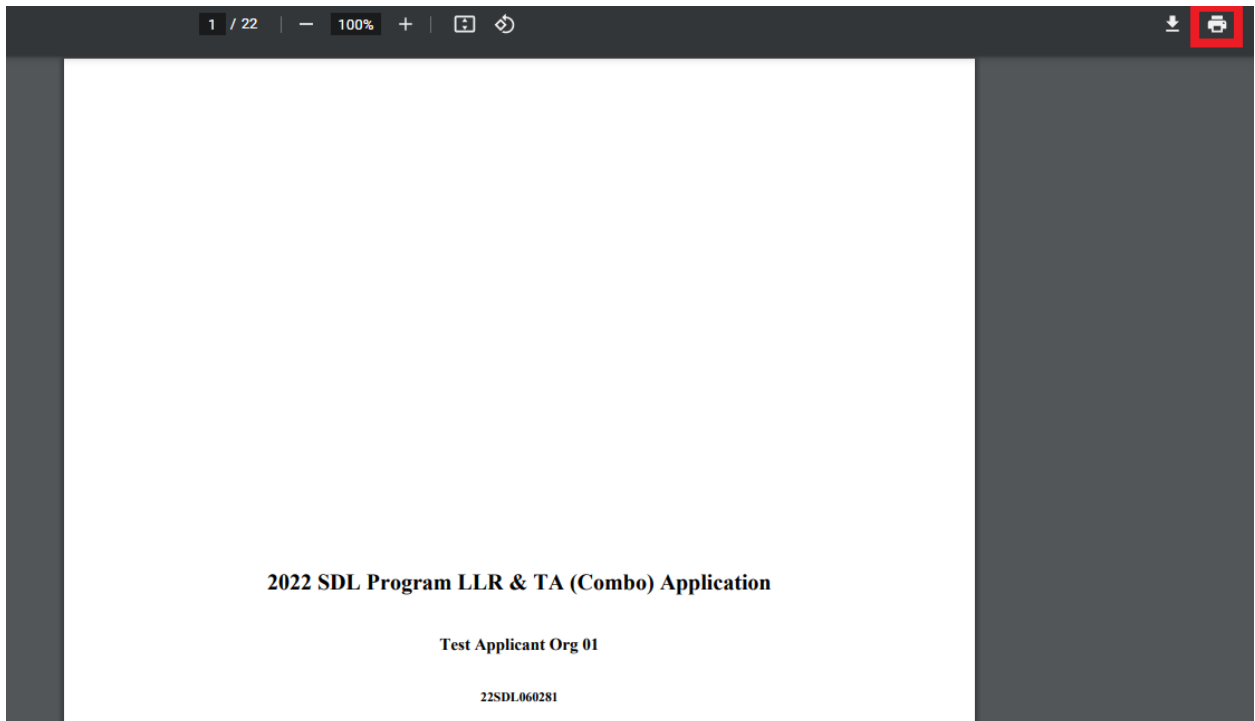 1 / 22 | — 100% + |
2022 SDL Program LLR & TA (Combo) Application
Test Applicant Org 01
22SDL060281